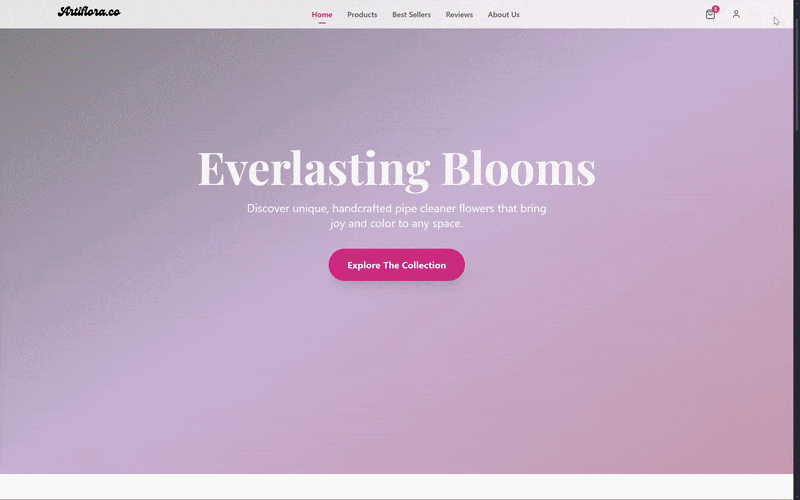 Artiflora.co
Home Products Best Sellers Reviews About Us
Everlasting Blooms
Discover unique, handcrafted pipe cleaner flowers that bring
joy and color to any space.
Explore The Collection